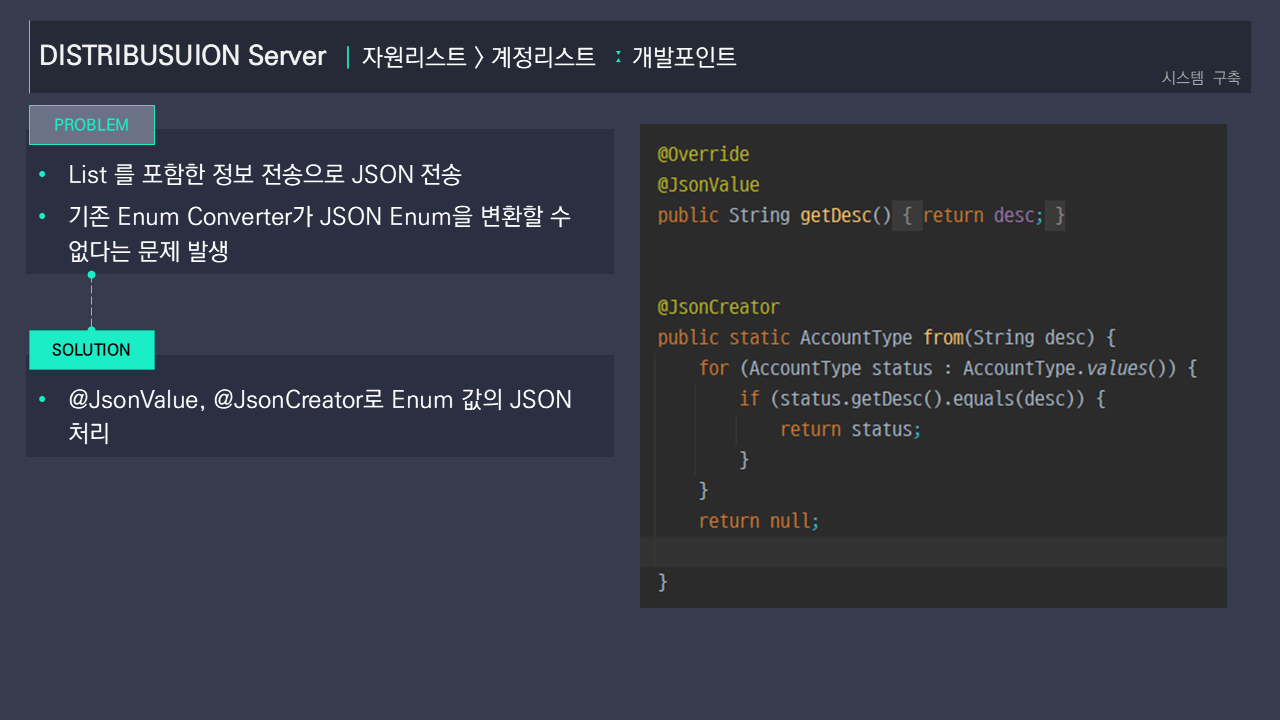 DISTRIBUSUION Server | 자원리스트 > 계정리스트 : 개발포인트
시스템 구축
PROBLEM
• List 를 포함한 정보 전송으로 JSON 전송
• 기존 Enum Converter가 JSON Enum을 변환할 수
없다는 문제 발생
SOLUTION
• @JsonValue, @JsonCreator로 Enum 값의 JSON
처리
@Override
@JsonValue
public String getDesc() { return desc; }
@JsonCreator
public static AccountType from(String desc) {
for (AccountType status : AccountType.values()) {
if (status.getDesc().equals(desc)) {
return status;
}
}
return null;
}